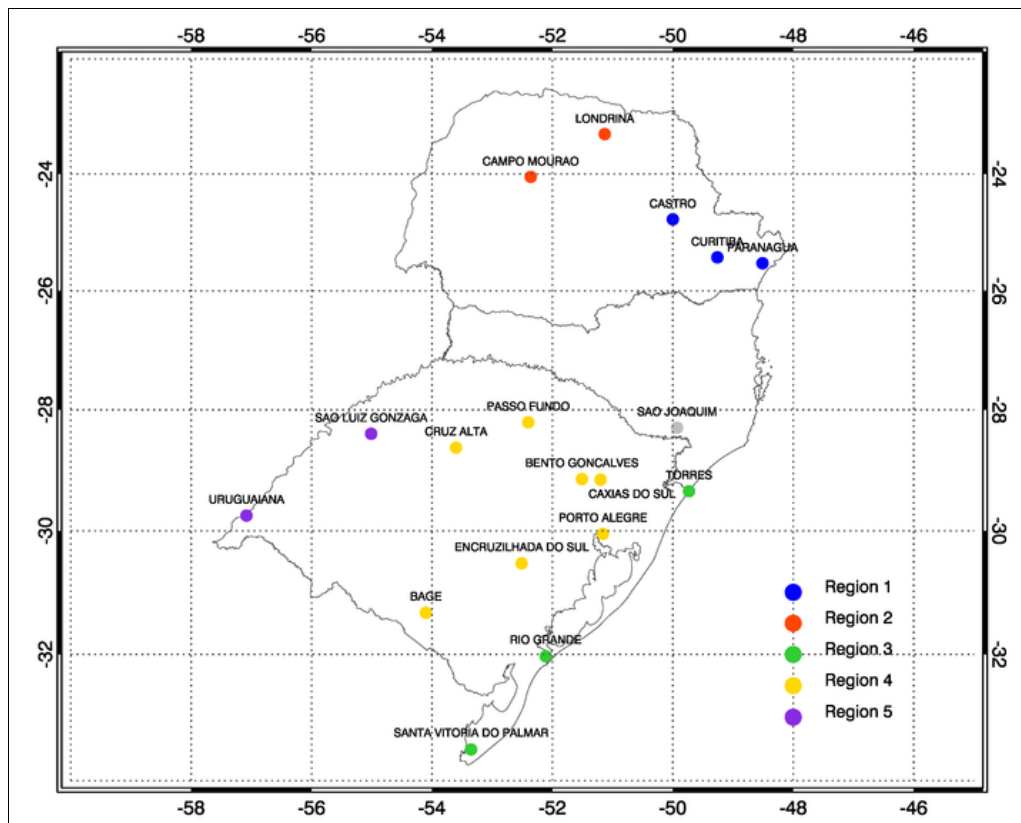 -58 -56 -54 -52 -50 -48 -46
LONDRINA
CAMPO MOURAO
-24 -24
CASTRO
CURITIBA
PARANAGUA
-26 -26
-28 -28
PASSO FUNDO
SAO JOAQUIM
SAO LUIZ GONZAGA
CRUZ ALTA
BENTO GONCALVES
TORRES
CAXIAS DO SUL
URUGUAIANA
PORTO ALEGRE
-30 -30
ENCRUZILHADA DO SUL
Region 1
BAGE
Region 2
RIO GRANDE
Region 3
-32 -32
Region 4
Region 5
SANTA VITORIA DO PALMAR
-58 -56 -54 -52 -50 -48 -46